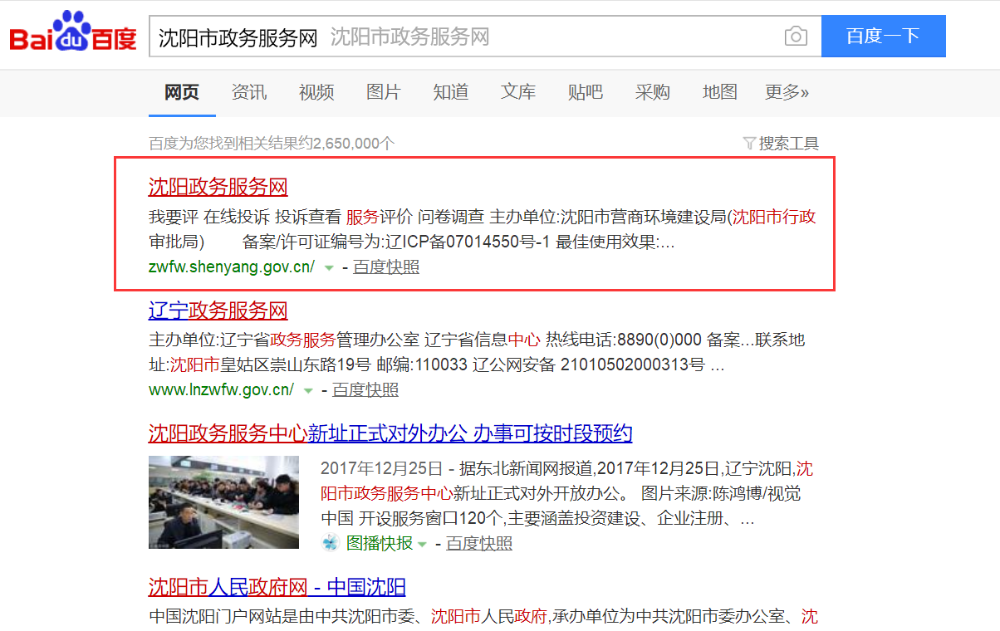 Bai du 百度 沈阳市政务服务网 沈阳市政务服务网 百度一下
网页 资讯 视频 图片 知道 文库 贴吧 采购 地图 更多»
百度为您找到相关结果约2,650,000个 搜索工具
沈阳政务服务网
我要评 在线投诉 投诉查看 服务评价 问卷调查 主办单位:沈阳市营商环境建设局(沈阳市行政
审批局) 备案/许可证编号为:辽ICP备07014550号-1 最佳使用效果:...
zwfw.shenyang.gov.cn/ - 百度快照
辽宁政务服务网
主办单位:辽宁省政务服务管理办公室 辽宁省信息中心 热线电话:8890(0)000 备案...联系地
址:沈阳市皇姑区崇山东路19号 邮编:110033 辽公网安备 21010502000313号 ...
www.lnzwfw.gov.cn/ - 百度快照
沈阳政务服务中心新址正式对外办公 办事可按时段预约
2017年12月25日 - 据东北新闻网报道,2017年12月25日,辽宁沈阳,沈
阳市政务服务中心新址正式对外开放办公。 图片来源:陈鸿博/视觉
中国 开设服务窗口120个,主要涵盖投资建设、企业注册、...
图播快报 - 百度快照
沈阳市人民政府网 - 中国沈阳
中国沈阳门户网站是由中共沈阳市委、沈阳市人民政府,承办单位为中共沈阳市委办公室、沈